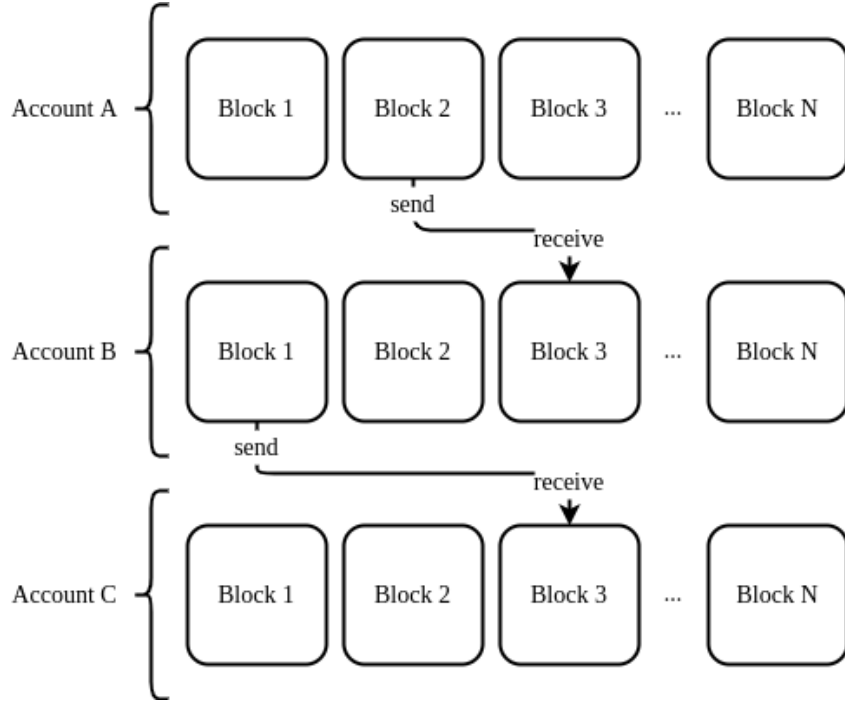 Account A Block 1 Block 2 Block 3 ... Block N
send
receive
Account B Block 1 Block 2 Block 3 ... Block N
send
receive
Account C Block 1 Block 2 Block 3 ... Block N